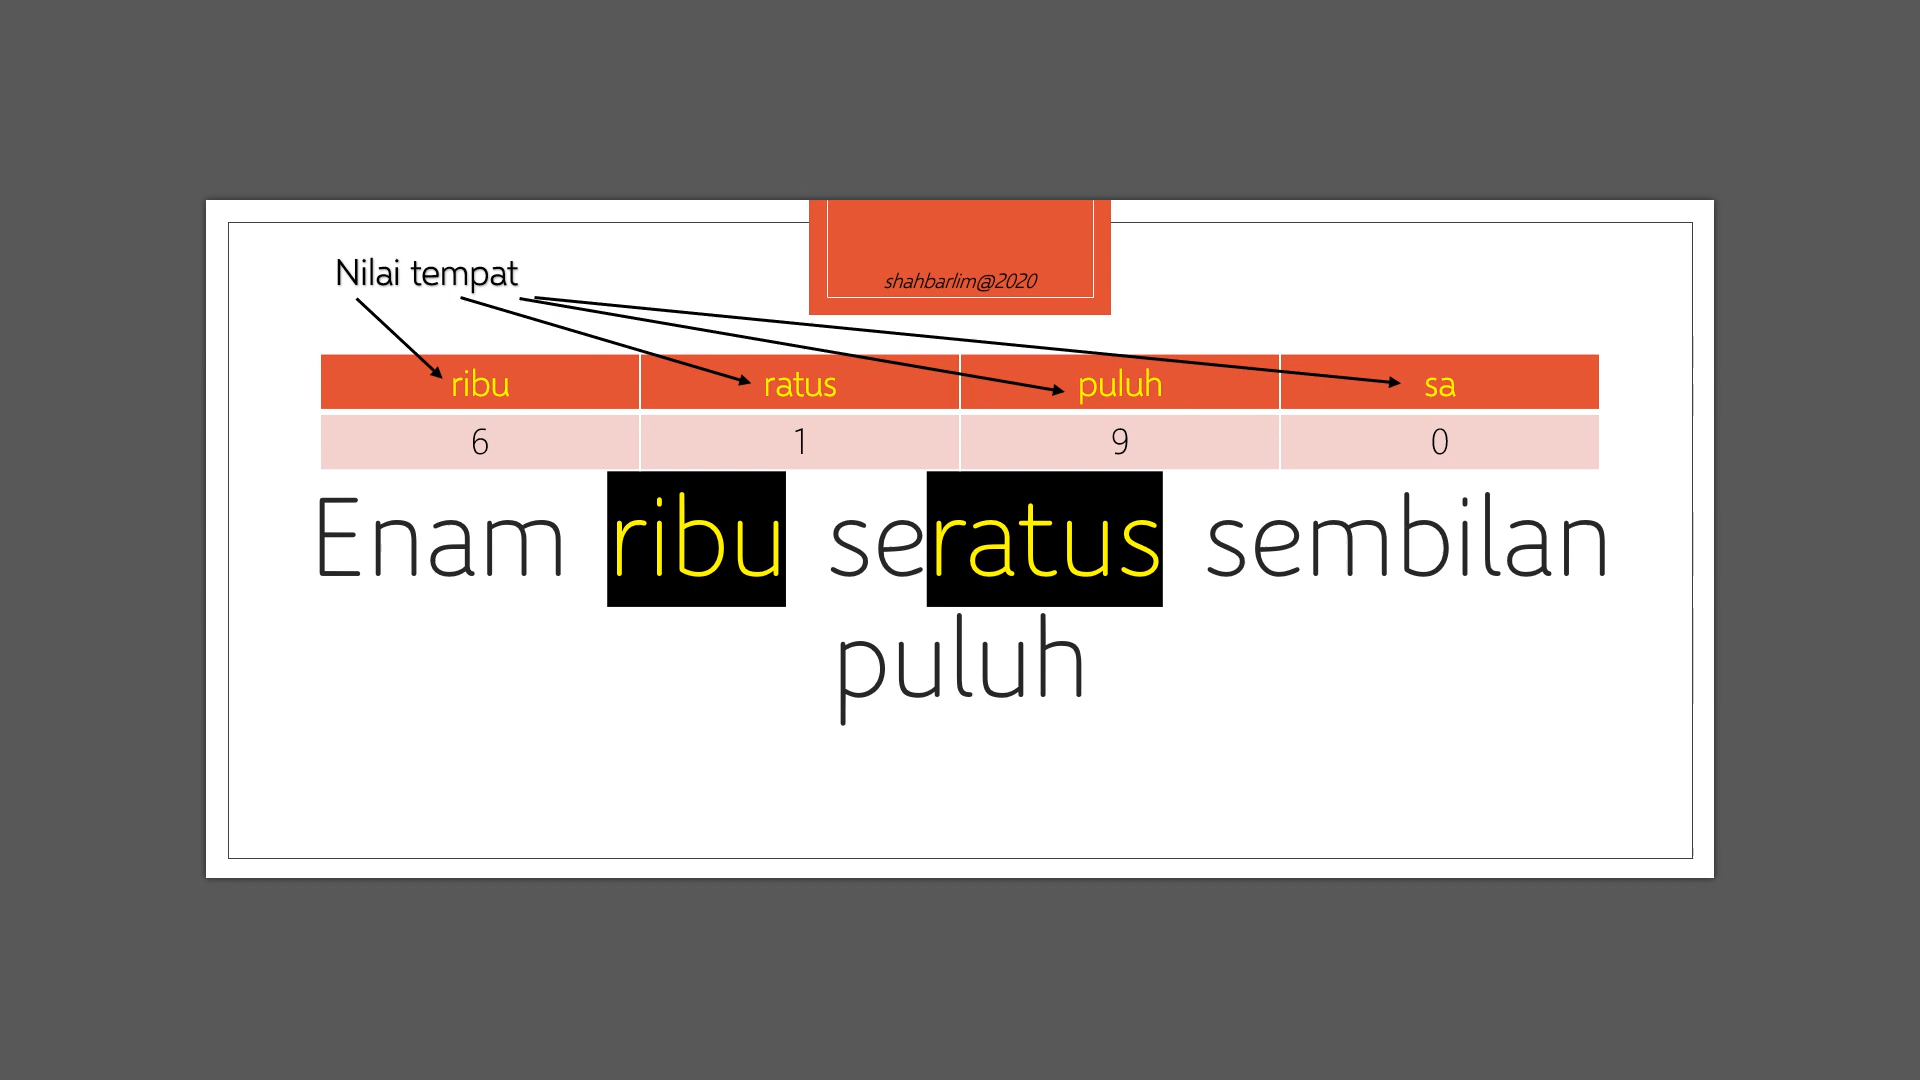 shahbarlim@2020
Nilai tempat
ribu ratus puluh sa
6 1 9 0
Enam ribu seratus sembilan
puluh